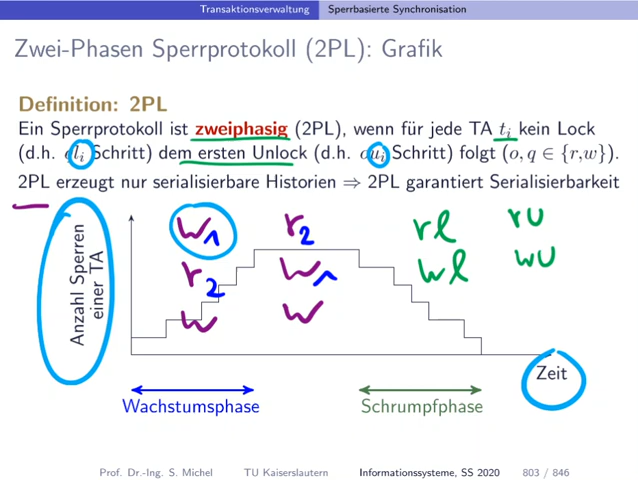 Transaktionsverwaltung Sperrbasierte Synchronisation
Zwei-Phasen Sperrprotokoll (2PL): Grafik
Definition: 2PL
Ein Sperrprotokoll ist zweiphasig (2PL), wenn für jede TA ti kein Lock
(d.h. oli Schritt) dem ersten Unlock (d.h. qui Schritt) folgt (o, q ∈ {r,w}).
2PL erzeugt nur serialisierbare Historien ⇒ 2PL garantiert Serialisierbarkeit
Anzahl Sperren
einer TA
w1 r2 rl ru
r2 w1 wl wu
w w
Zeit
Wachstumsphase Schrumpfphase
Prof. Dr.-Ing. S. Michel TU Kaiserslautern Informationssysteme, SS 2020 803 / 846